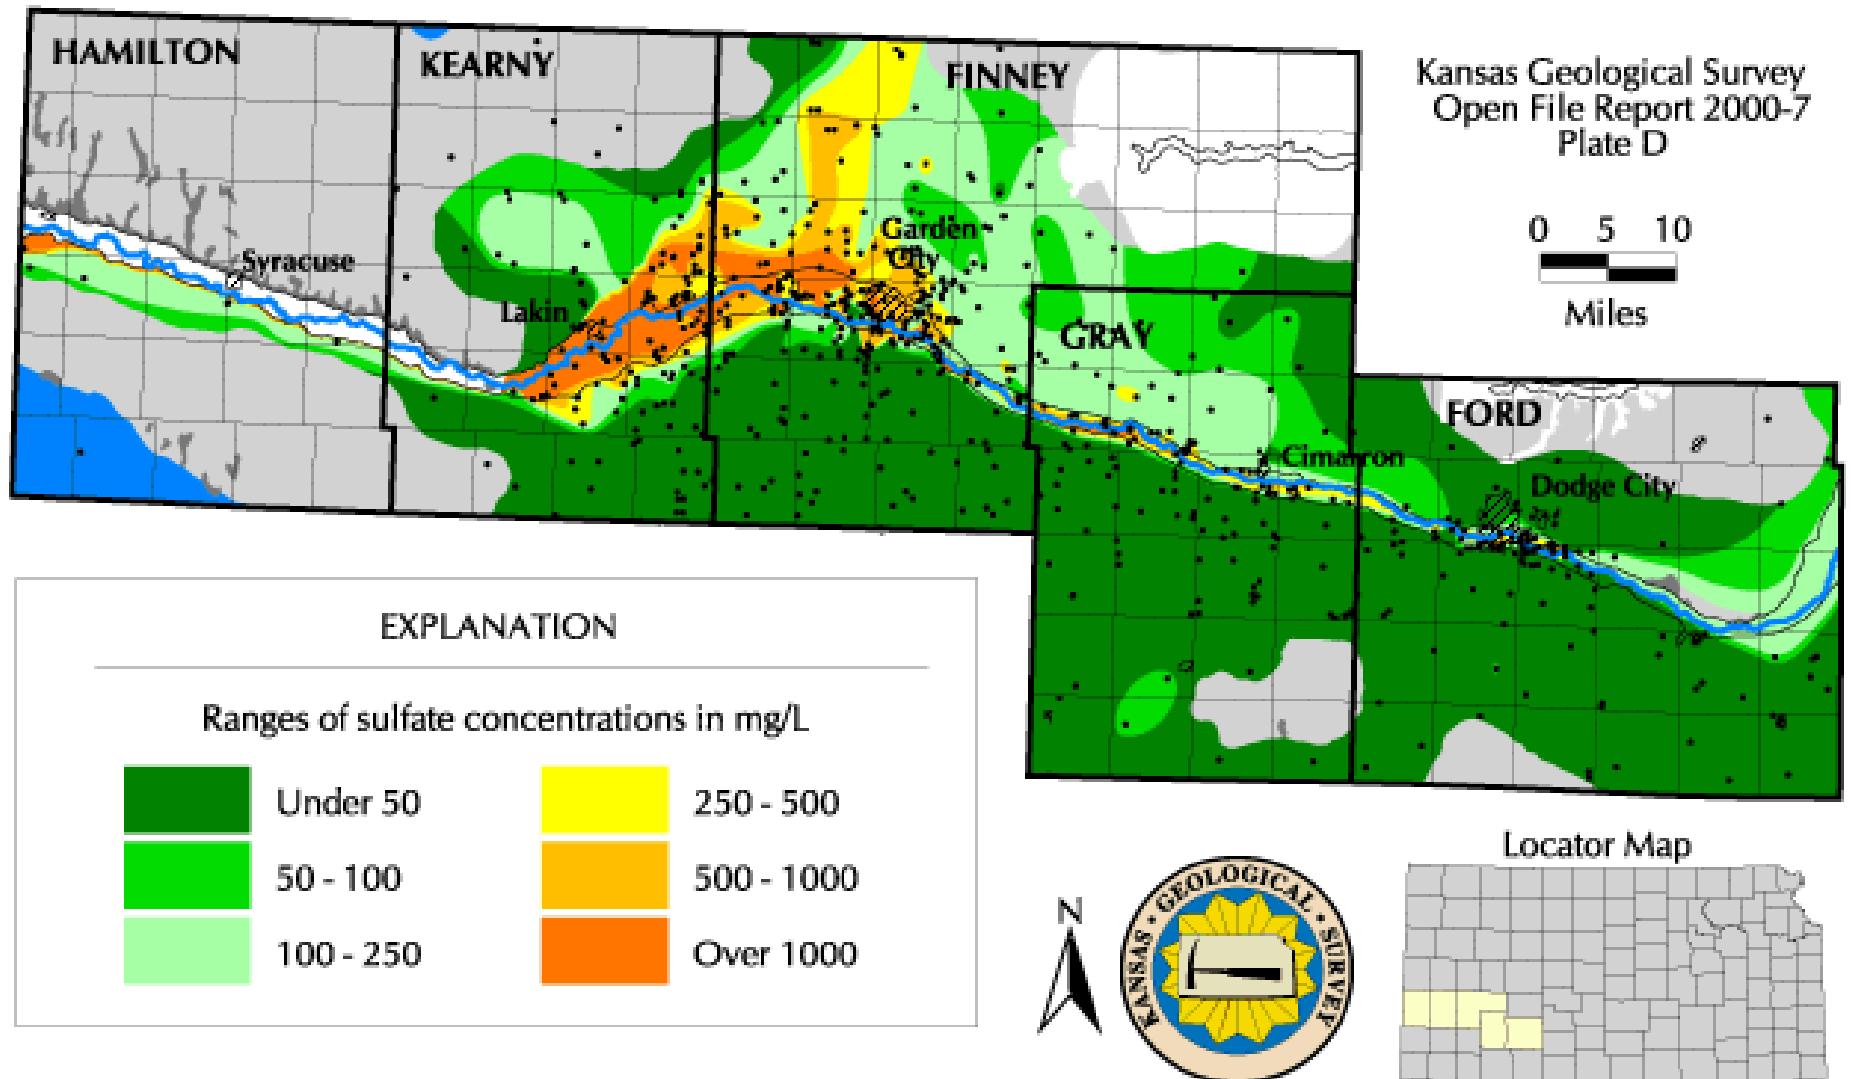 HAMILTON
KEARNY
FINNEY
Kansas Geological Survey
Open File Report 2000-7
Plate D
0 5 10
Miles
Garden
City
Syracuse
Lakin
GRAY
FORD
Cimarron
Dodge City
EXPLANATION
Ranges of sulfate concentrations in mg/L
Under 50
50 - 100
100 - 250
250 - 500
500 - 1000
Over 1000
N
KANSAS • GEOLOGICAL • SURVEY
Locator Map